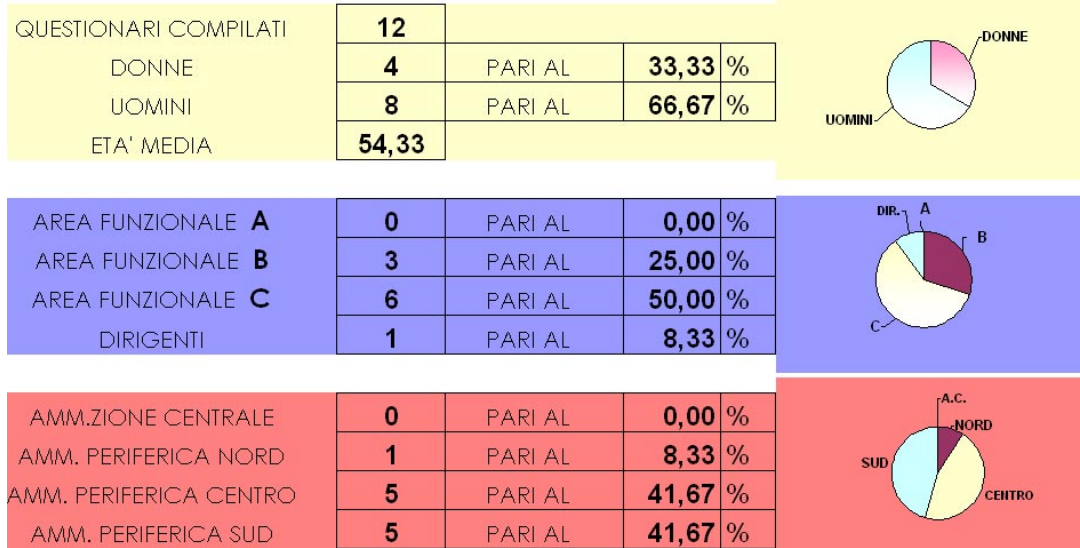 QUESTIONARI COMPILATI 12
DONNE 4 PARI AL 33,33 %
UOMINI 8 PARI AL 66,67 %
ETA' MEDIA 54,33
DONNE
UOMINI
AREA FUNZIONALE A 0 PARI AL 0,00 %
AREA FUNZIONALE B 3 PARI AL 25,00 %
AREA FUNZIONALE C 6 PARI AL 50,00 %
DIRIGENTI 1 PARI AL 8,33 %
DIR. A
B
C
AMM.ZIONE CENTRALE 0 PARI AL 0,00 %
AMM. PERIFERICA NORD 1 PARI AL 8,33 %
AMM. PERIFERICA CENTRO 5 PARI AL 41,67 %
AMM. PERIFERICA SUD 5 PARI AL 41,67 %
A.C.
NORD
SUD
CENTRO